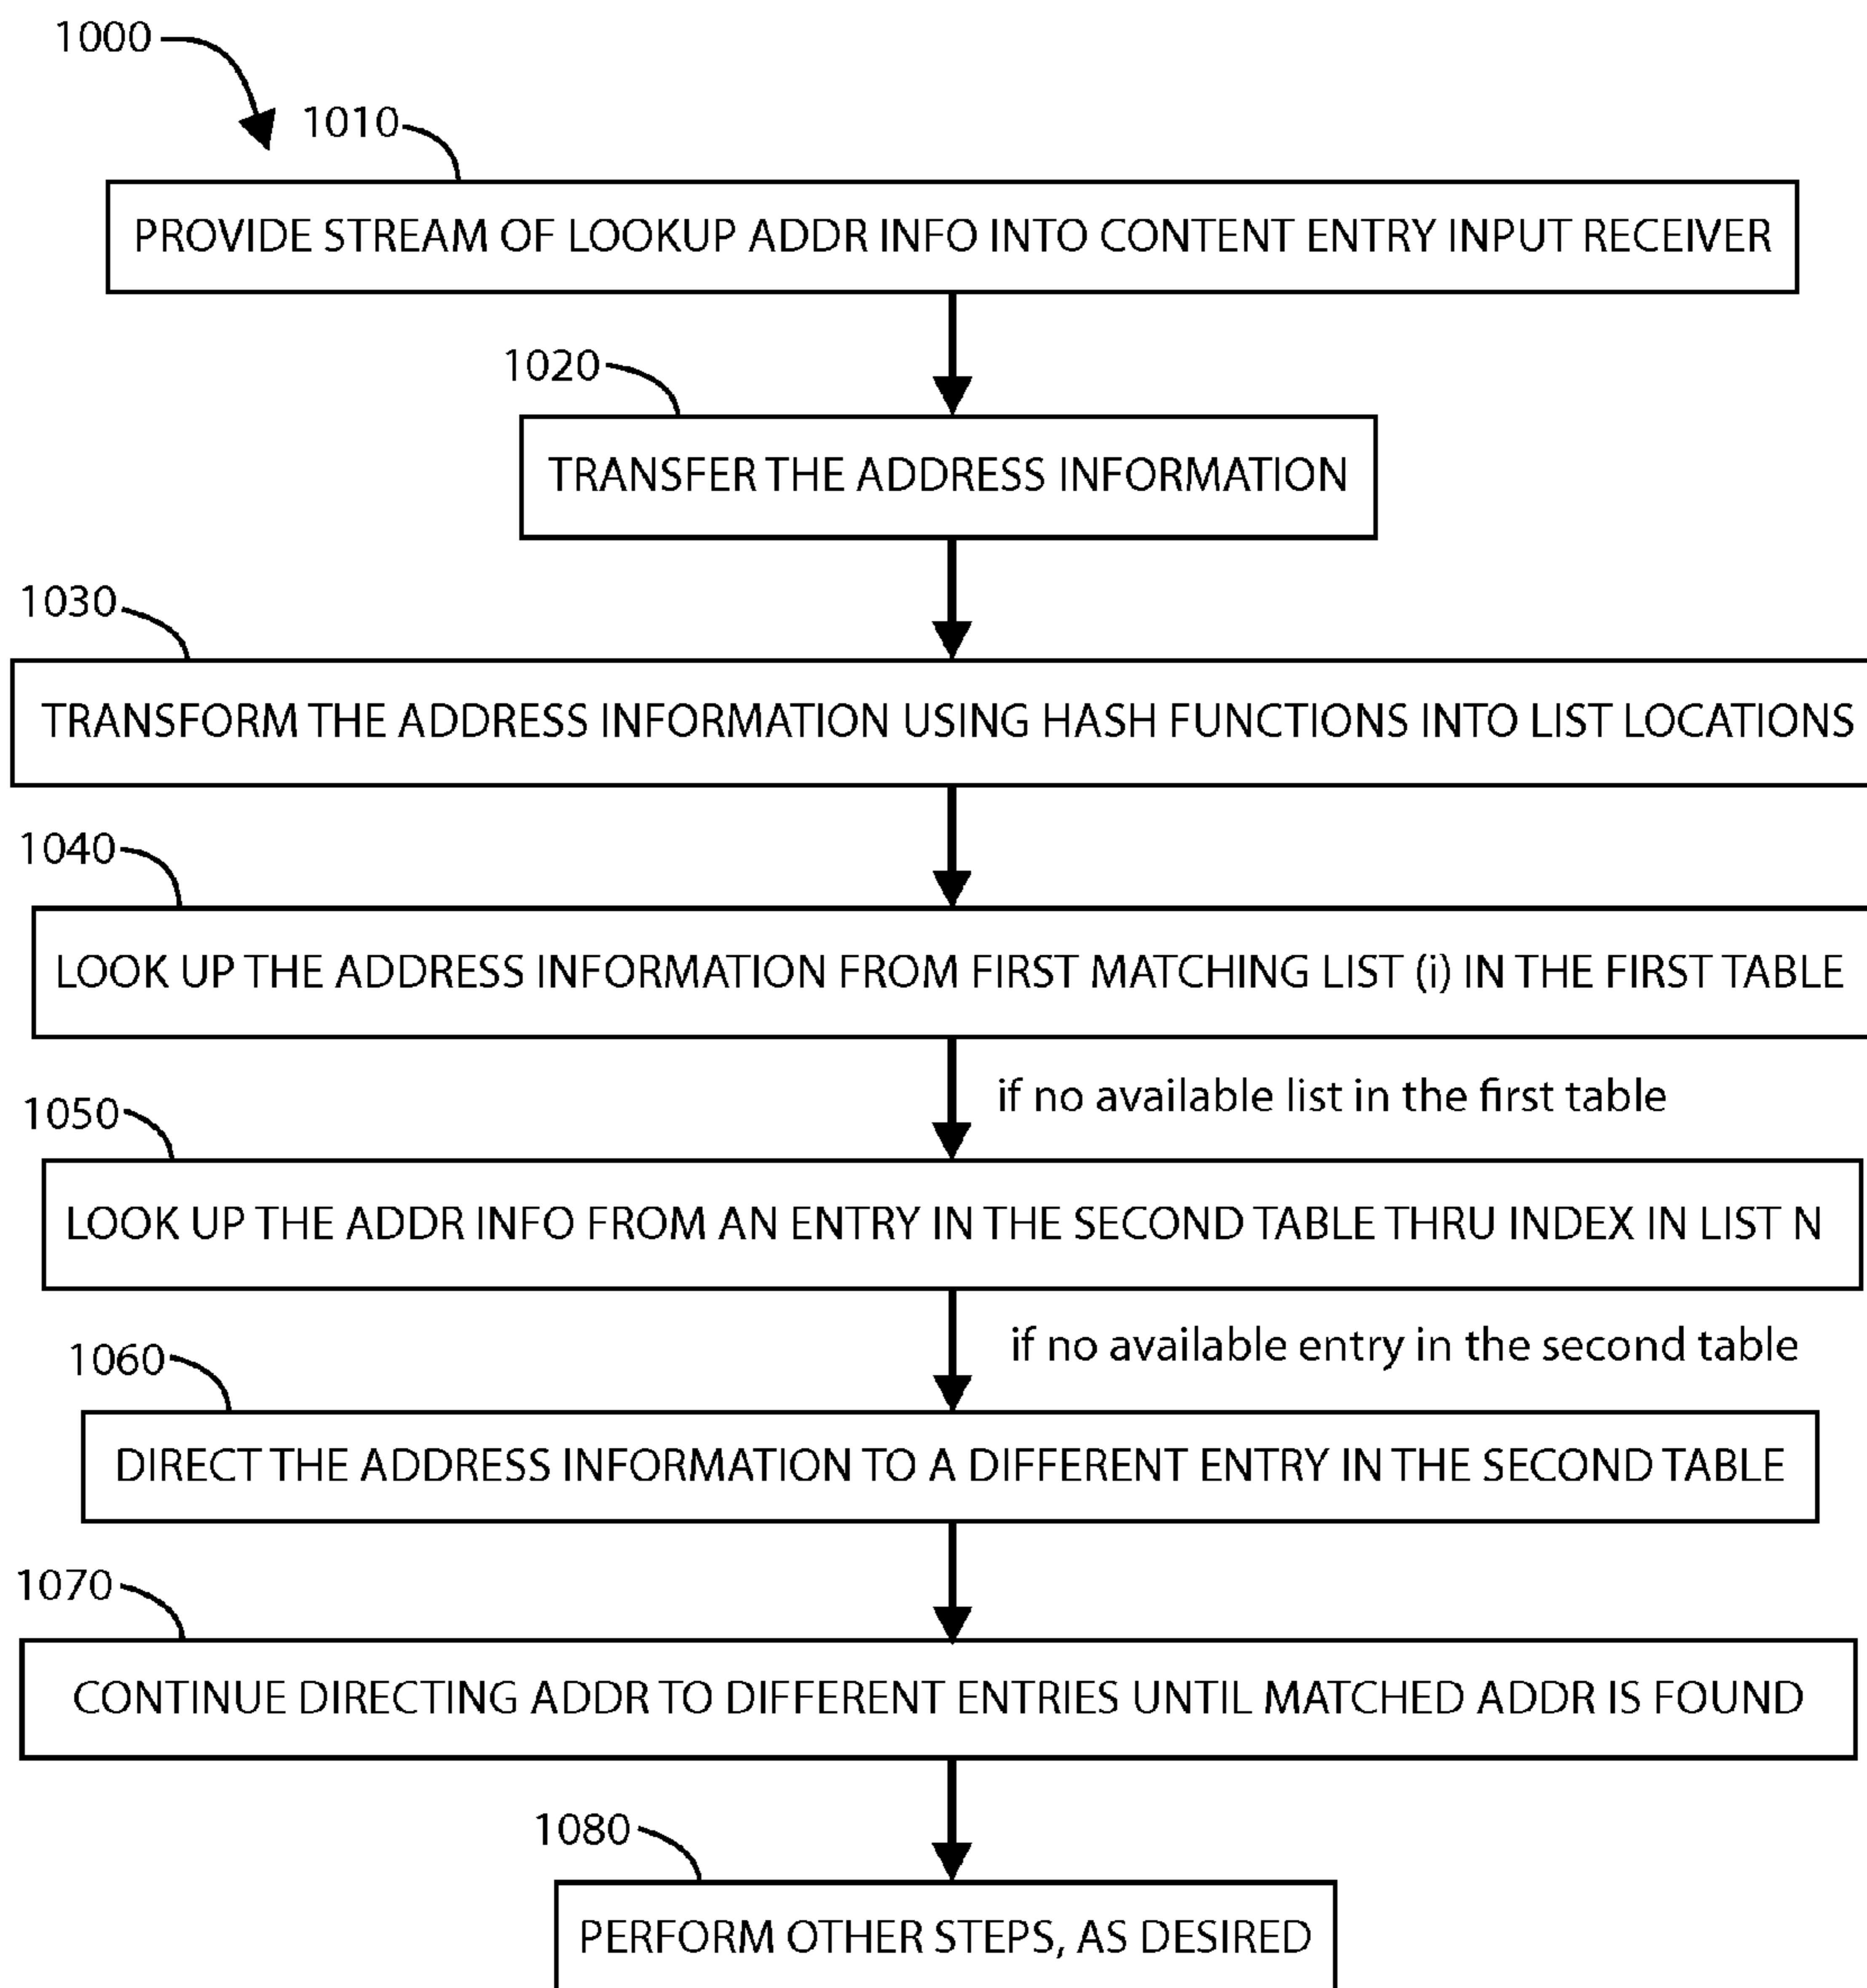 1000
1010
PROVIDE STREAM OF LOOKUP ADDR INFO INTO CONTENT ENTRY INPUT RECEIVER
1020
TRANSFER THE ADDRESS INFORMATION
1030
TRANSFORM THE ADDRESS INFORMATION USING HASH FUNCTIONS INTO LIST LOCATIONS
1040
LOOK UP THE ADDRESS INFORMATION FROM FIRST MATCHING LIST (i) IN THE FIRST TABLE
if no available list in the first table
1050
LOOK UP THE ADDR INFO FROM AN ENTRY IN THE SECOND TABLE THRU INDEX IN LIST N
if no available entry in the second table
1060
DIRECT THE ADDRESS INFORMATION TO A DIFFERENT ENTRY IN THE SECOND TABLE
1070
CONTINUE DIRECTING ADDR TO DIFFERENT ENTRIES UNTIL MATCHED ADDR IS FOUND
1080
PERFORM OTHER STEPS, AS DESIRED